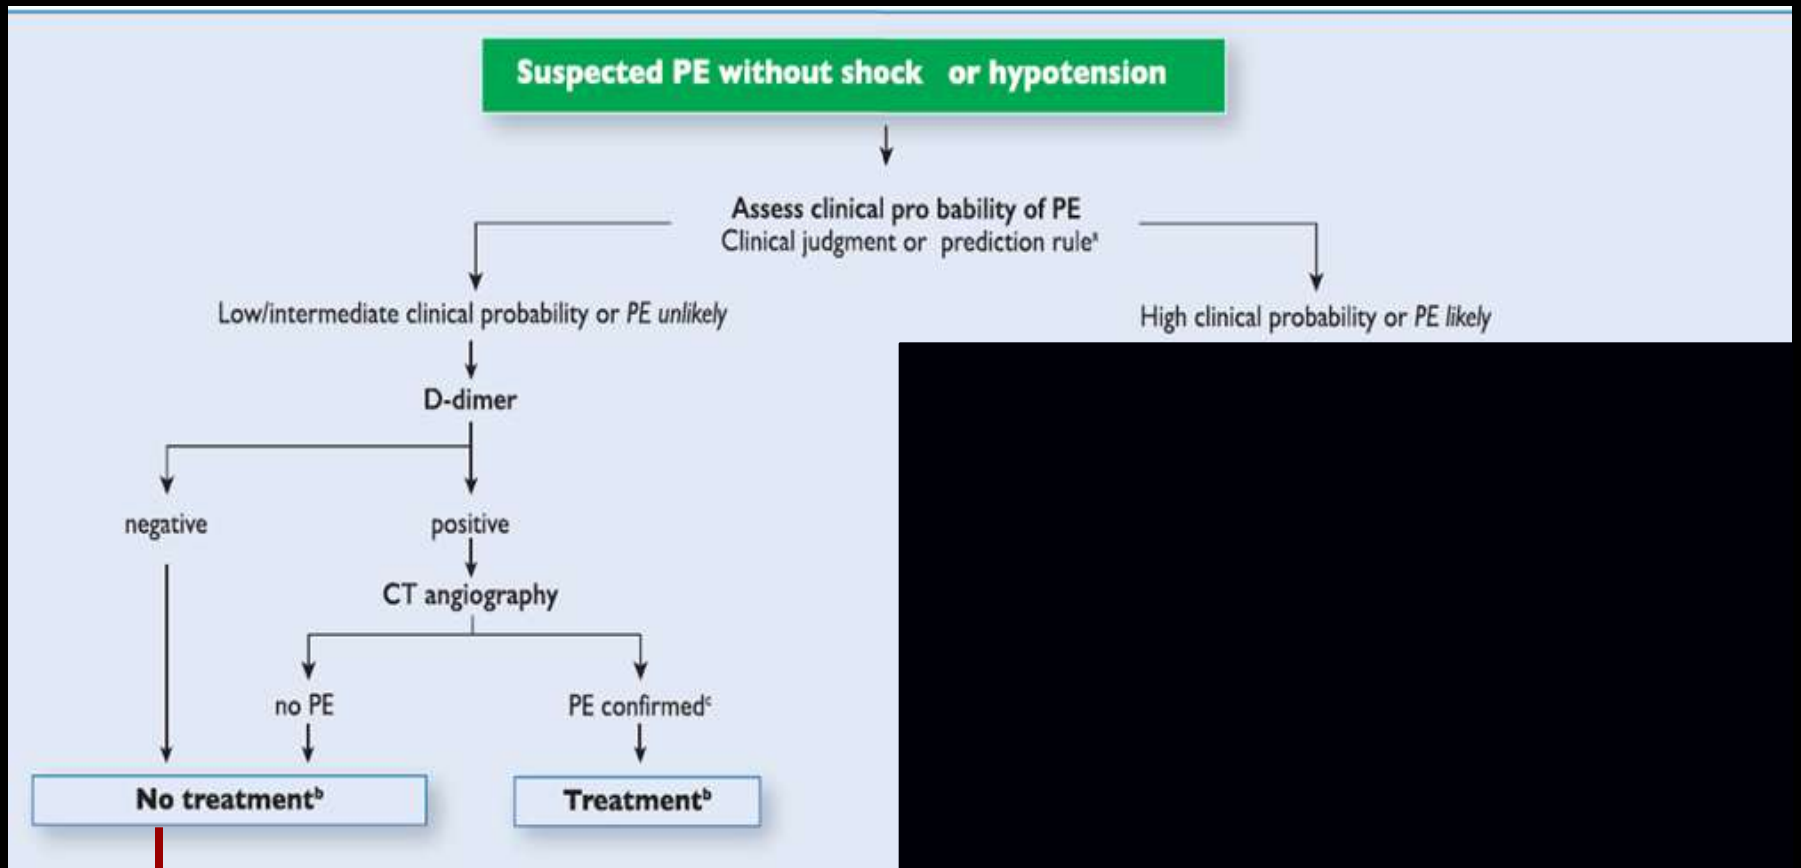 Suspected PE without shock or hypotension
Assess clinical pro bability of PE
Clinical judgment or prediction ruleᵃ
Low/intermediate clinical probability or PE unlikely
High clinical probability or PE likely
D-dimer
negative
positive
CT angiography
no PE
PE confirmedᶜ
No treatmentᵇ
Treatmentᵇ